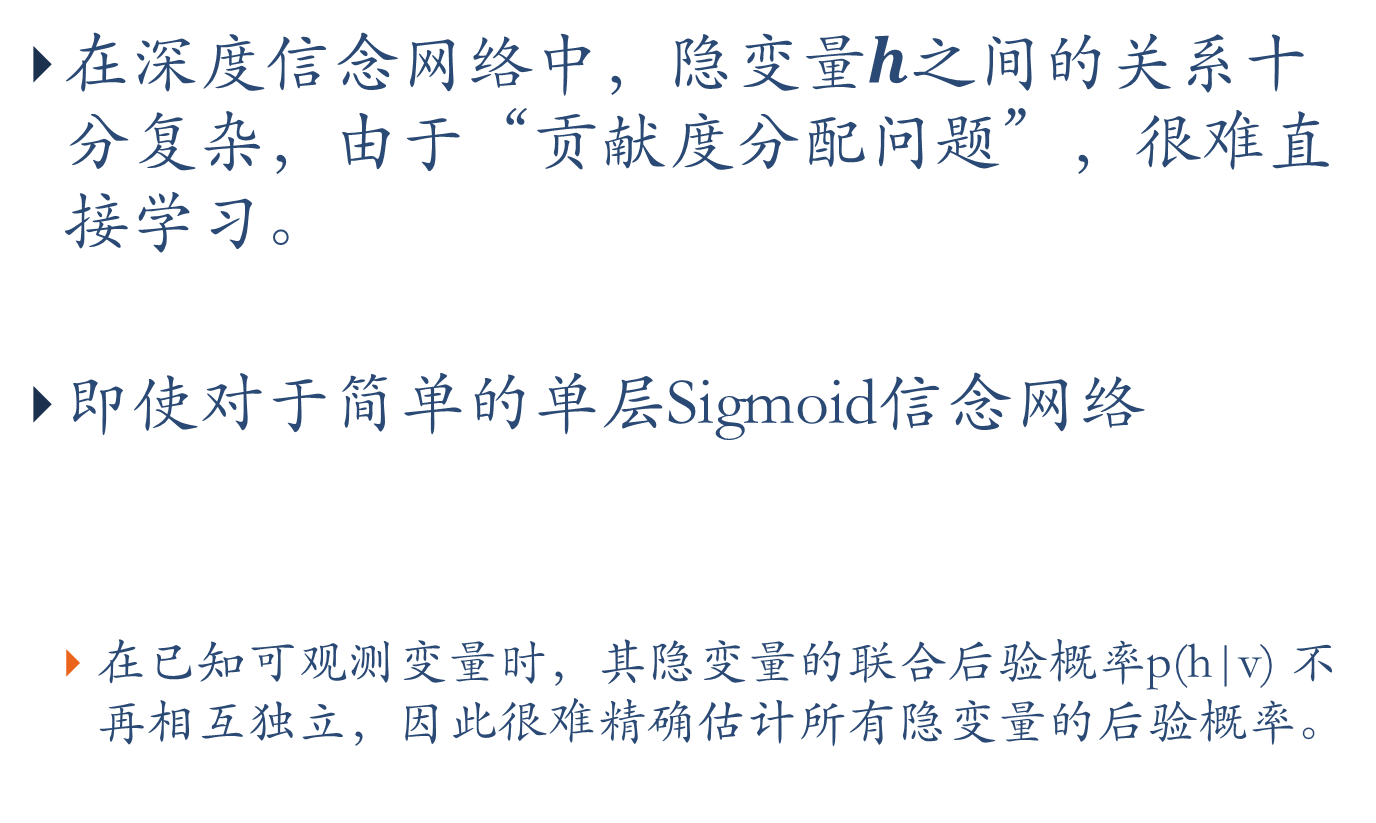 在深度信念网络中，隐变量h之间的关系十
分复杂，由于“贡献度分配问题”，很难直
接学习。
即使对于简单的单层Sigmoid信念网络
在已知可观测变量时，其隐变量的联合后验概率p(h|v) 不
再相互独立，因此很难精确估计所有隐变量的后验概率。